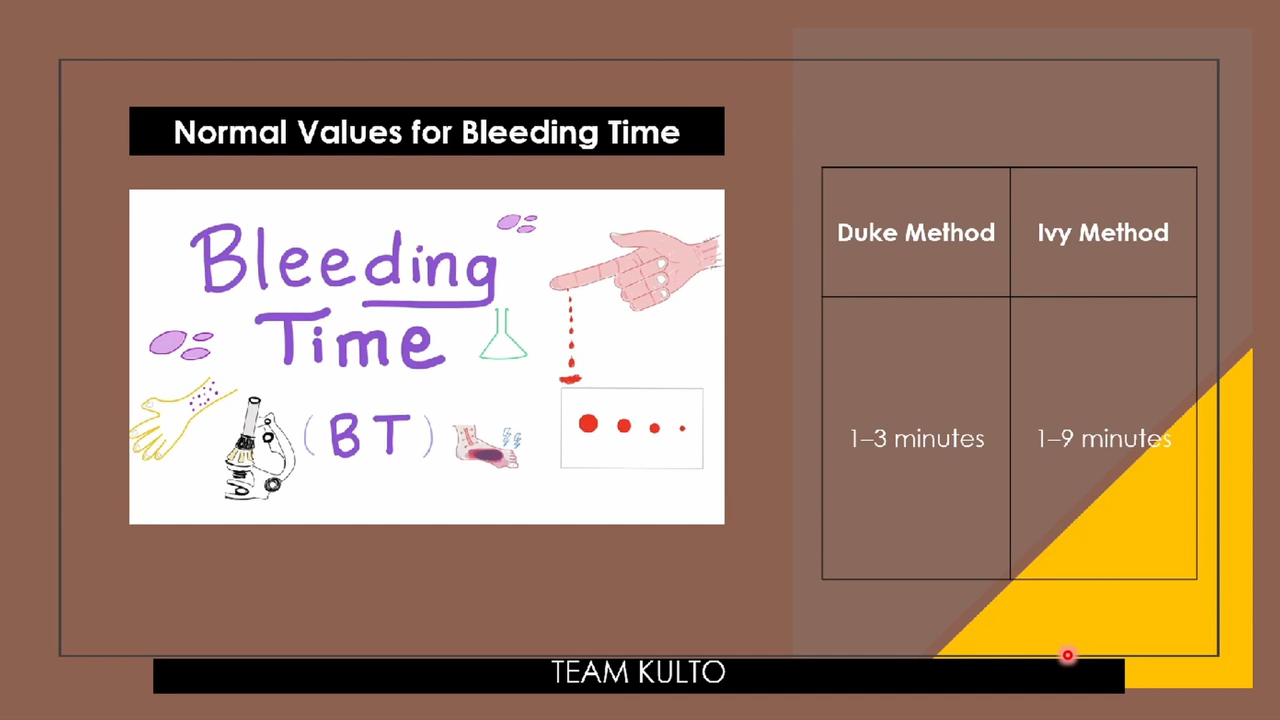 Normal Values for Bleeding Time
Bleeding
Time
(BT)
Duke Method
Ivy Method
1–3 minutes
1–9 minutes
TEAM KULTO